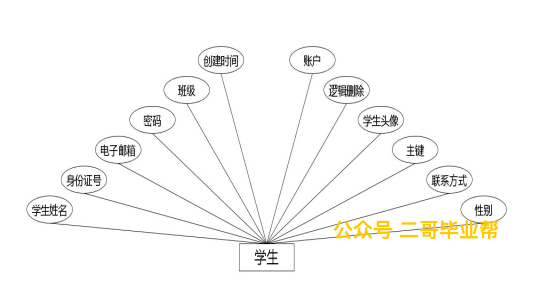 创建时间
账户
班级
逻辑删除
密码
学生头像
电子邮箱
主键
身份证号
联系方式
学生姓名
性别
公众号 二哥毕业帮
学生